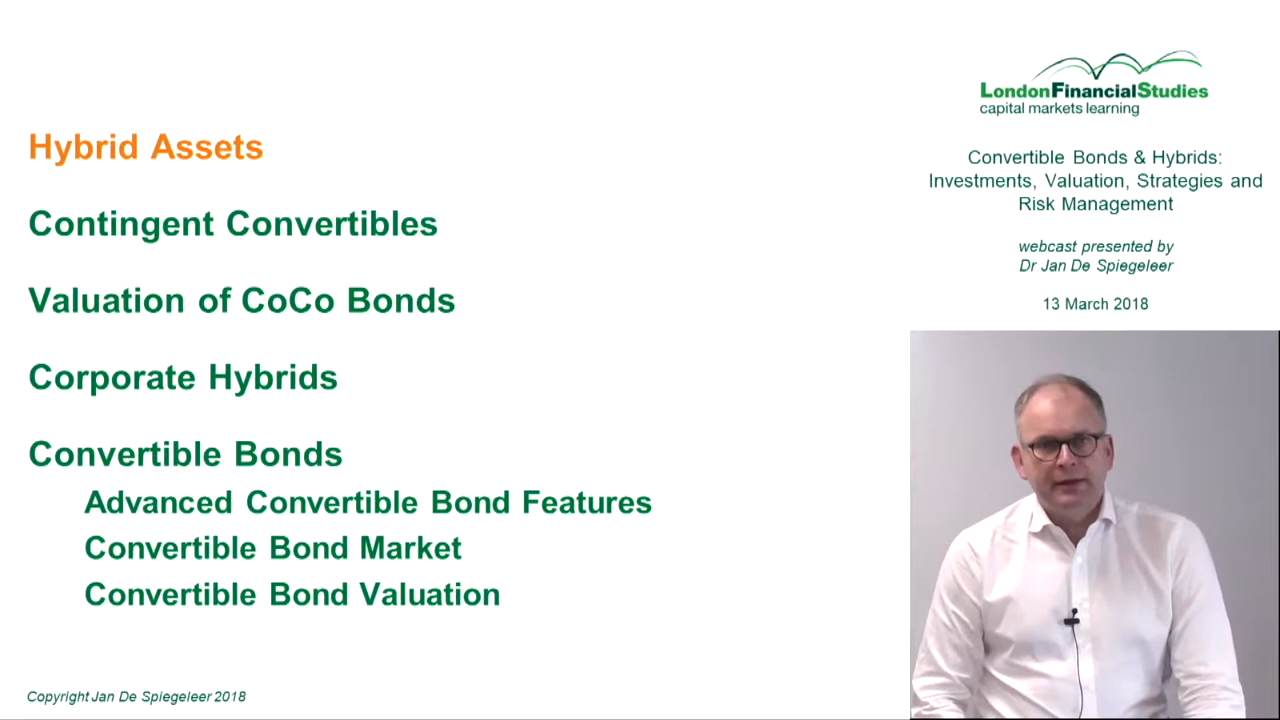 Hybrid Assets
Contingent Convertibles
Valuation of CoCo Bonds
Corporate Hybrids
Convertible Bonds
Advanced Convertible Bond Features
Convertible Bond Market
Convertible Bond Valuation
Copyright Jan De Spiegeleer 2018
LondonFinancialStudies
capital markets learning
Convertible Bonds & Hybrids:
Investments, Valuation, Strategies and
Risk Management
webcast presented by
Dr Jan De Spiegeleer
13 March 2018